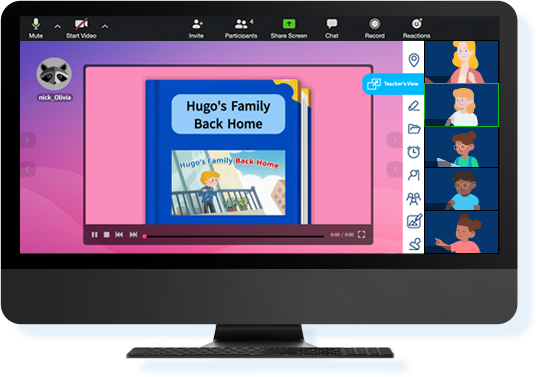 4
Mute Start Video Invite Participants Share Screen Chat Record Reactions
nick_Olivia
Teacher's View
Hugo's Family
Back Home
Hugo's Family Back Home
0:00 / 0:00